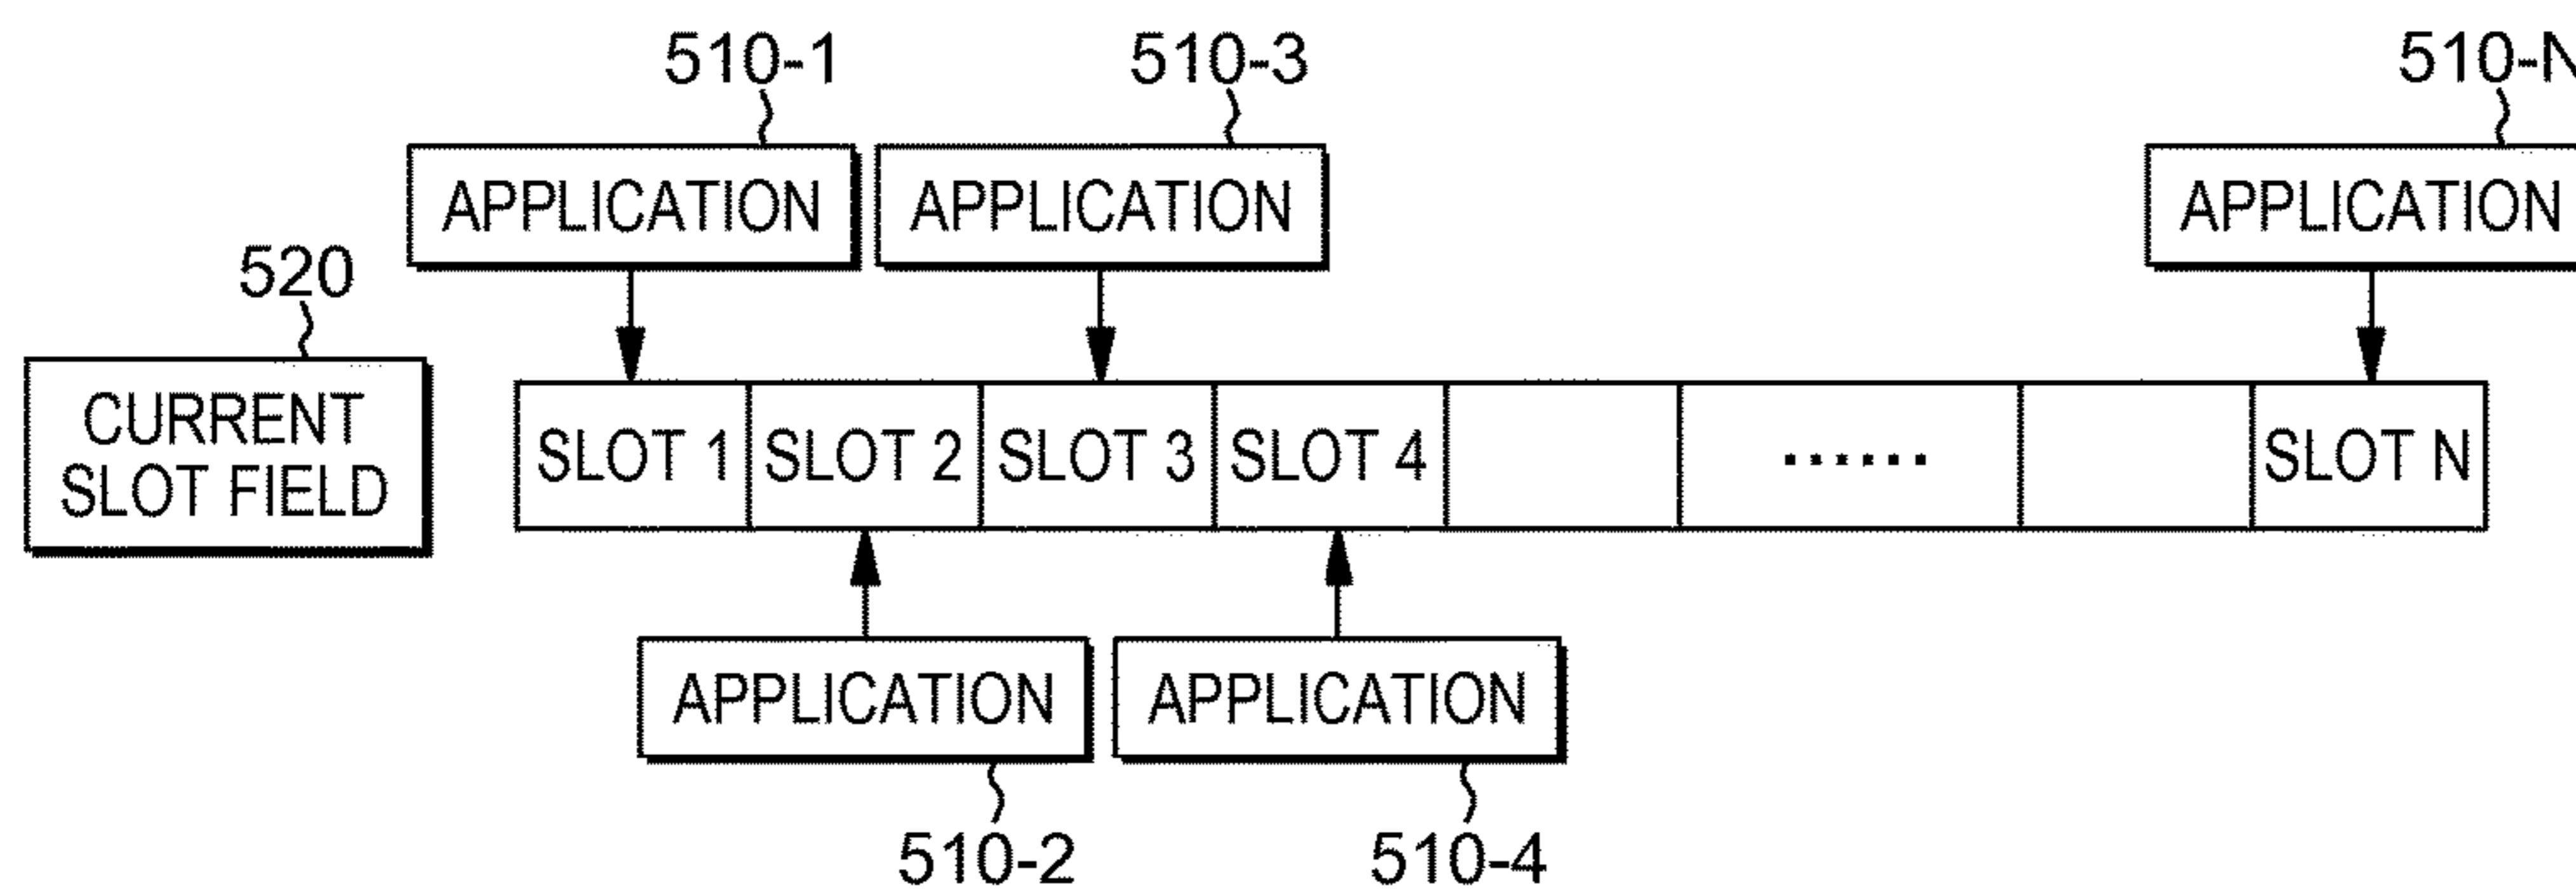 510-1
510-3
510-N
APPLICATION
APPLICATION
APPLICATION
520
CURRENT
SLOT FIELD
SLOT 1
SLOT 2
SLOT 3
SLOT 4
......
SLOT N
APPLICATION
APPLICATION
510-2
510-4